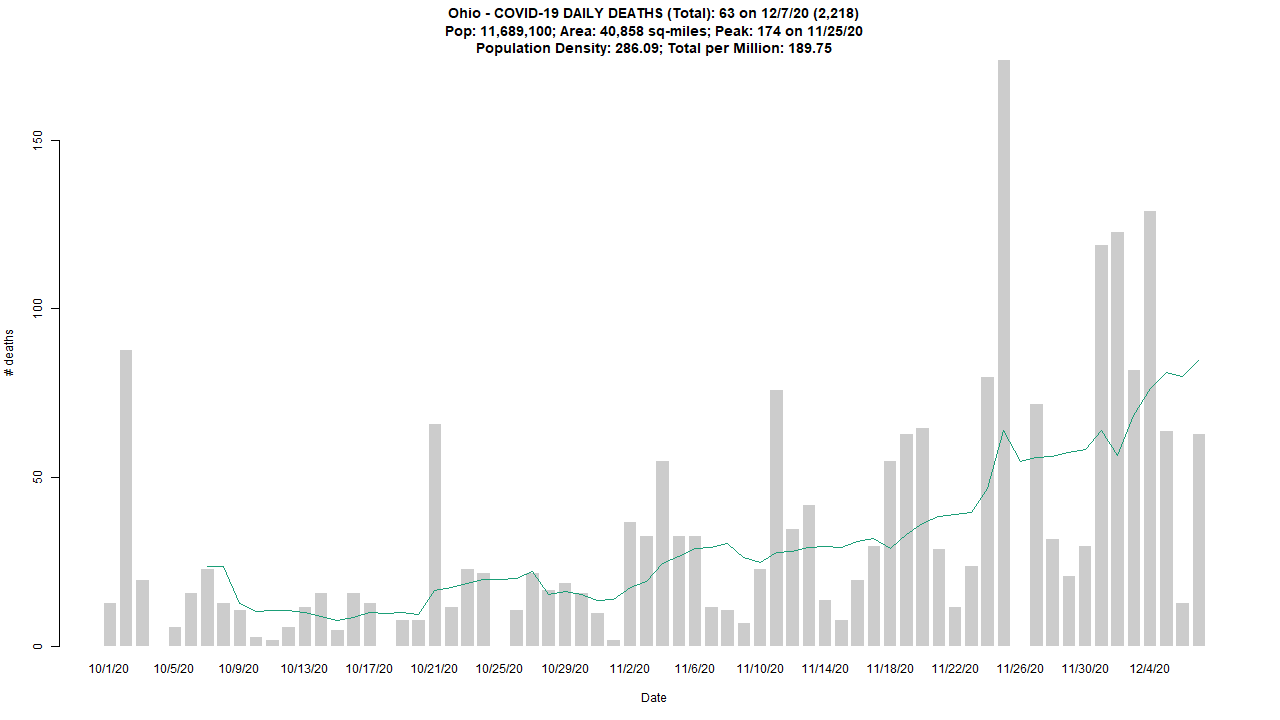 Ohio - COVID-19 DAILY DEATHS (Total): 63 on 12/7/20 (2,218)
Pop: 11,689,100; Area: 40,858 sq-miles; Peak: 174 on 11/25/20
Population Density: 286.09; Total per Million: 189.75
# deaths
150
100
50
0
10/1/20 10/5/20 10/9/20 10/13/20 10/17/20 10/21/20 10/25/20 10/29/20 11/2/20 11/6/20 11/10/20 11/14/20 11/18/20 11/22/20 11/26/20 11/30/20 12/4/20
Date